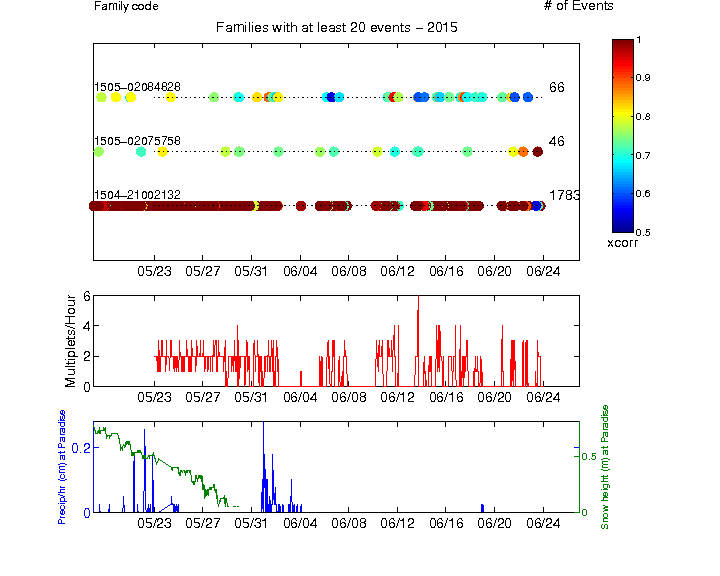 Family code
# of Events
Families with at least 20 events – 2015
1505–02084828
66
1505–02075758
46
1504–21002132
1783
05/23 05/27 05/31 06/04 06/08 06/12 06/16 06/20 06/24
1
0.9
0.8
0.7
0.6
0.5
xcorr
Multiplets/Hour
6
4
2
0
05/23 05/27 05/31 06/04 06/08 06/12 06/16 06/20 06/24
Precip/hr (cm) at Paradise
0.2
0
0.5
0
Snow height (m) at Paradise
05/23 05/27 05/31 06/04 06/08 06/12 06/16 06/20 06/24